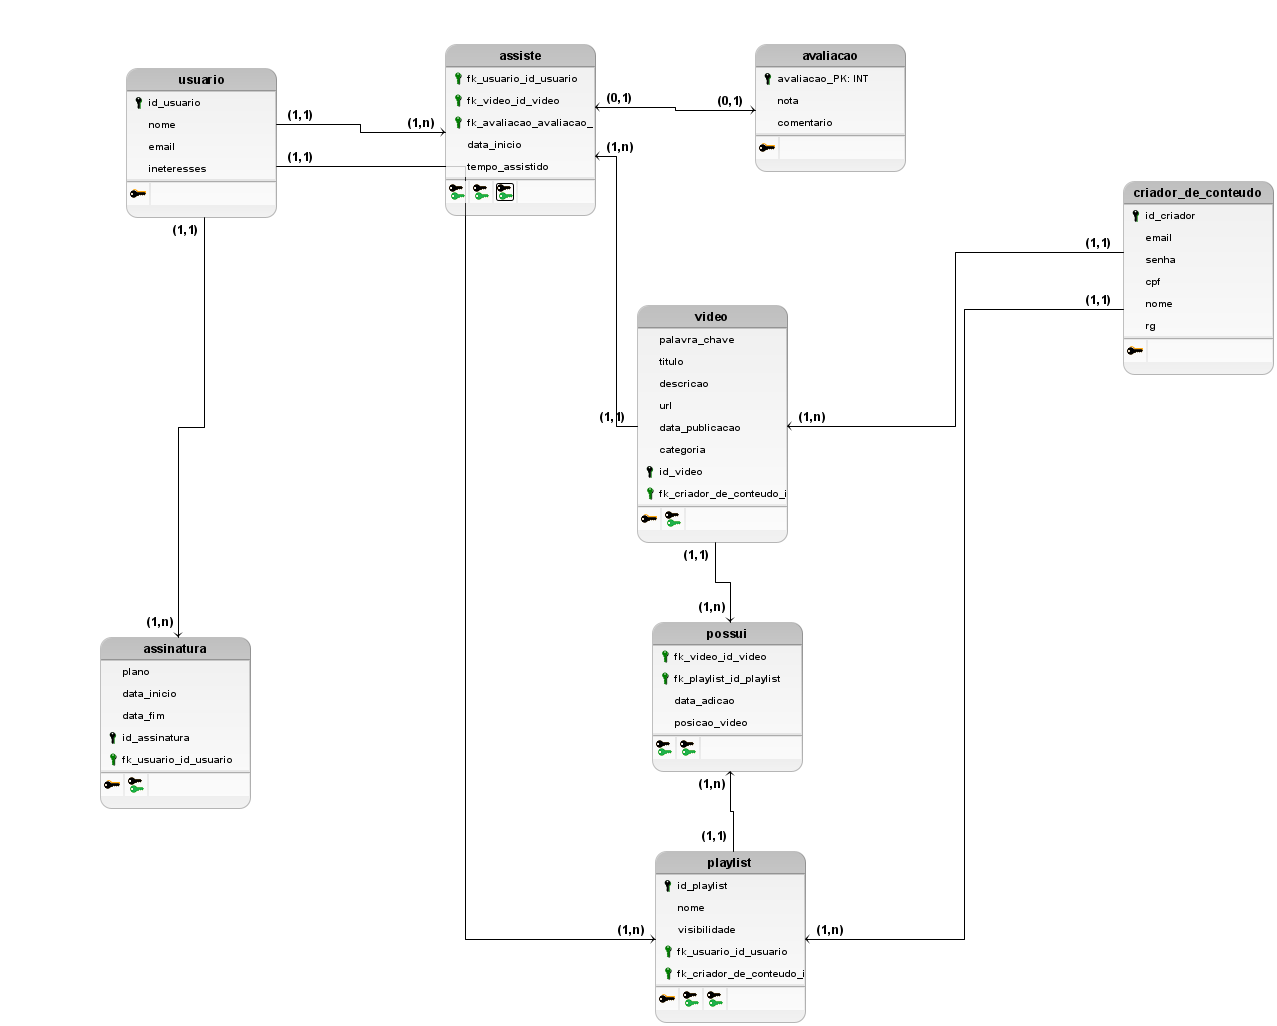 usuario
id_usuario
nome
email
ineteresses
(1,1)
(1,1)
(1,1)
(1,n)
assiste
fk_usuario_id_usuario
fk_video_id_video
fk_avaliacao_avaliacao_
data_inicio
tempo_assistido
(0,1)
(0,1)
(1,n)
avaliacao
avaliacao_PK: INT
nota
comentario
criador_de_conteudo
id_criador
email
senha
cpf
nome
rg
(1,1)
(1,1)
video
palavra_chave
titulo
descricao
url
data_publicacao
categoria
id_video
fk_criador_de_conteudo_i
(1,1)
(1,n)
(1,1)
(1,n)
assinatura
plano
data_inicio
data_fim
id_assinatura
fk_usuario_id_usuario
(1,n)
possui
fk_video_id_video
fk_playlist_id_playlist
data_adicao
posicao_video
(1,n)
(1,1)
playlist
id_playlist
nome
visibilidade
fk_usuario_id_usuario
fk_criador_de_conteudo_i
(1,n)
(1,n)